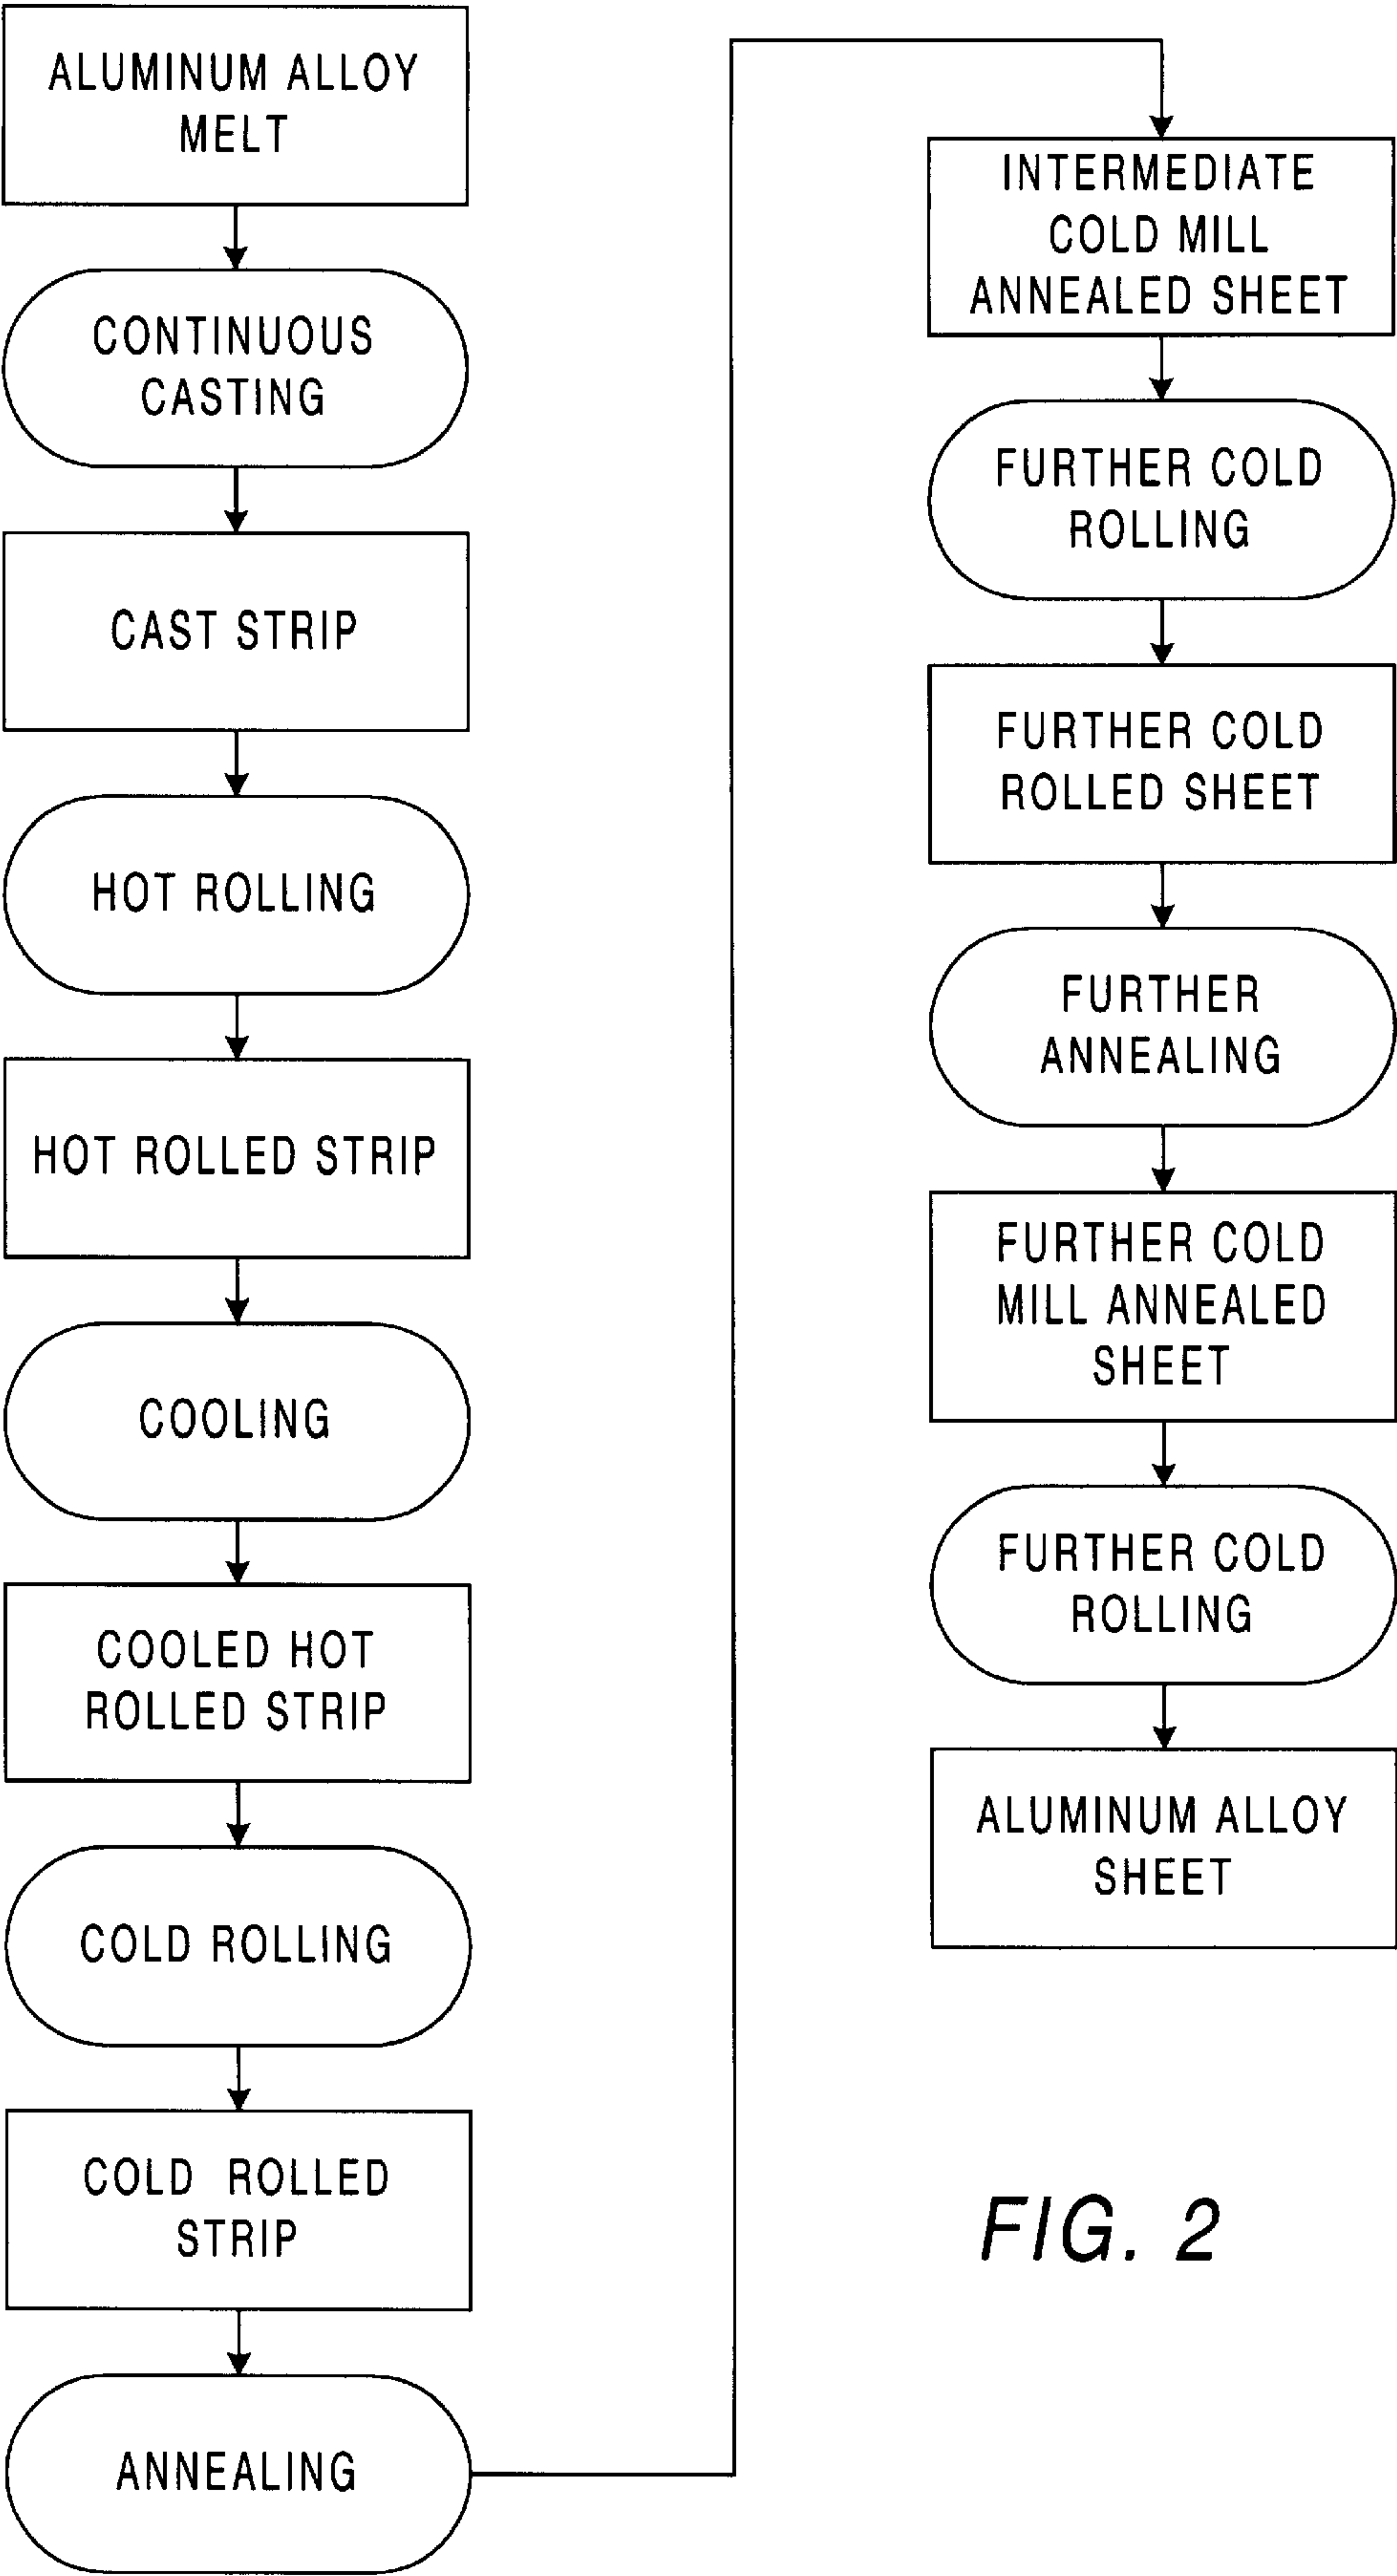 ALUMINUM ALLOY
MELT
CONTINUOUS
CASTING
CAST STRIP
HOT ROLLING
HOT ROLLED STRIP
COOLING
COOLED HOT
ROLLED STRIP
COLD ROLLING
COLD ROLLED
STRIP
ANNEALING
INTERMEDIATE
COLD MILL
ANNEALED SHEET
FURTHER COLD
ROLLING
FURTHER COLD
ROLLED SHEET
FURTHER
ANNEALING
FURTHER COLD
MILL ANNEALED
SHEET
FURTHER COLD
ROLLING
ALUMINUM ALLOY
SHEET
FIG. 2